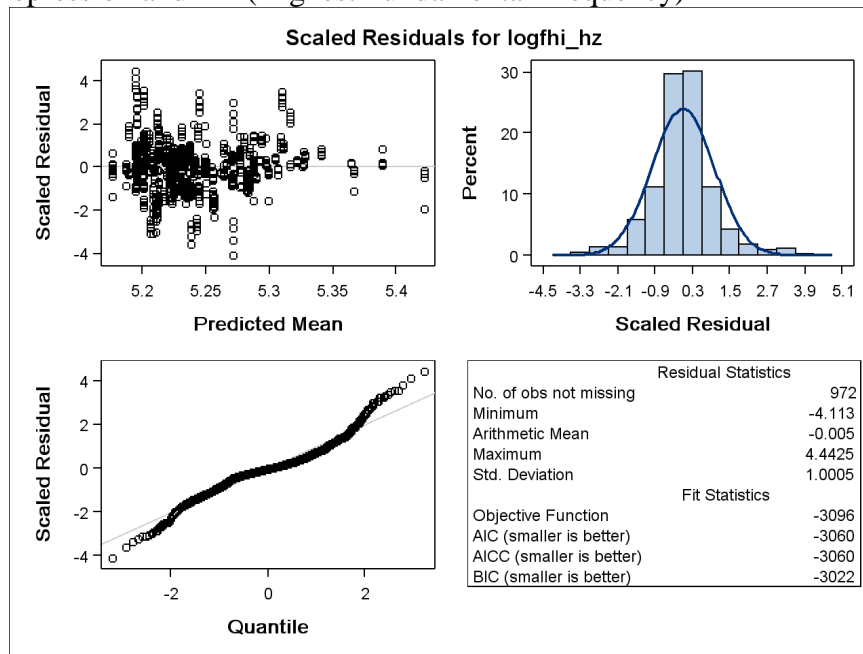 (Highest Fundamental Frequency)
Scaled Residuals for logfhi_hz
Scaled Residual
4
2
0
-2
-4
5.2 5.25 5.3 5.35 5.4
Predicted Mean
Percent
30
20
10
0
-4.5 -3.3 -2.1 -0.9 0.3 1.5 2.7 3.9 5.1
Scaled Residual
Scaled Residual
4
2
0
-2
-4
-2 0 2
Quantile
Residual Statistics
No. of obs not missing 972
Minimum -4.113
Arithmetic Mean -0.005
Maximum 4.4425
Std. Deviation 1.0005
Fit Statistics
Objective Function -3096
AIC (smaller is better) -3060
AICC (smaller is better) -3060
BIC (smaller is better) -3022